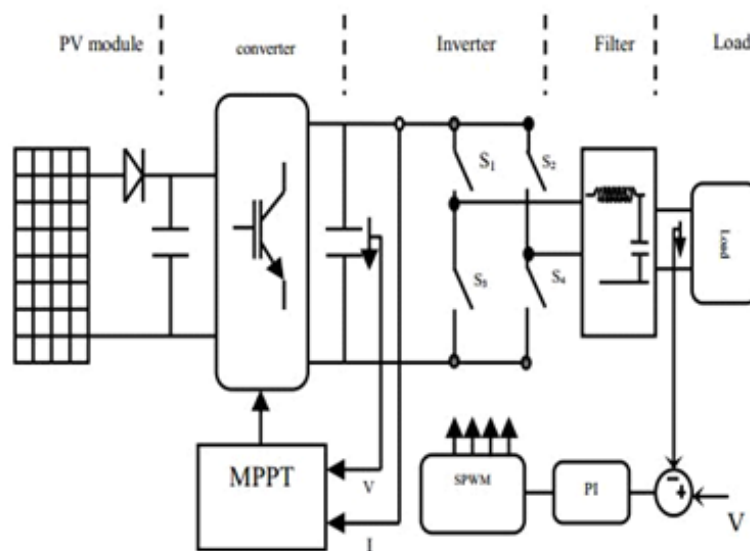 PV module
converter
Inverter
Filter
Load
S1
S2
S3
S4
Load
MPPT
V
I
SPWM
PI
-
+
V